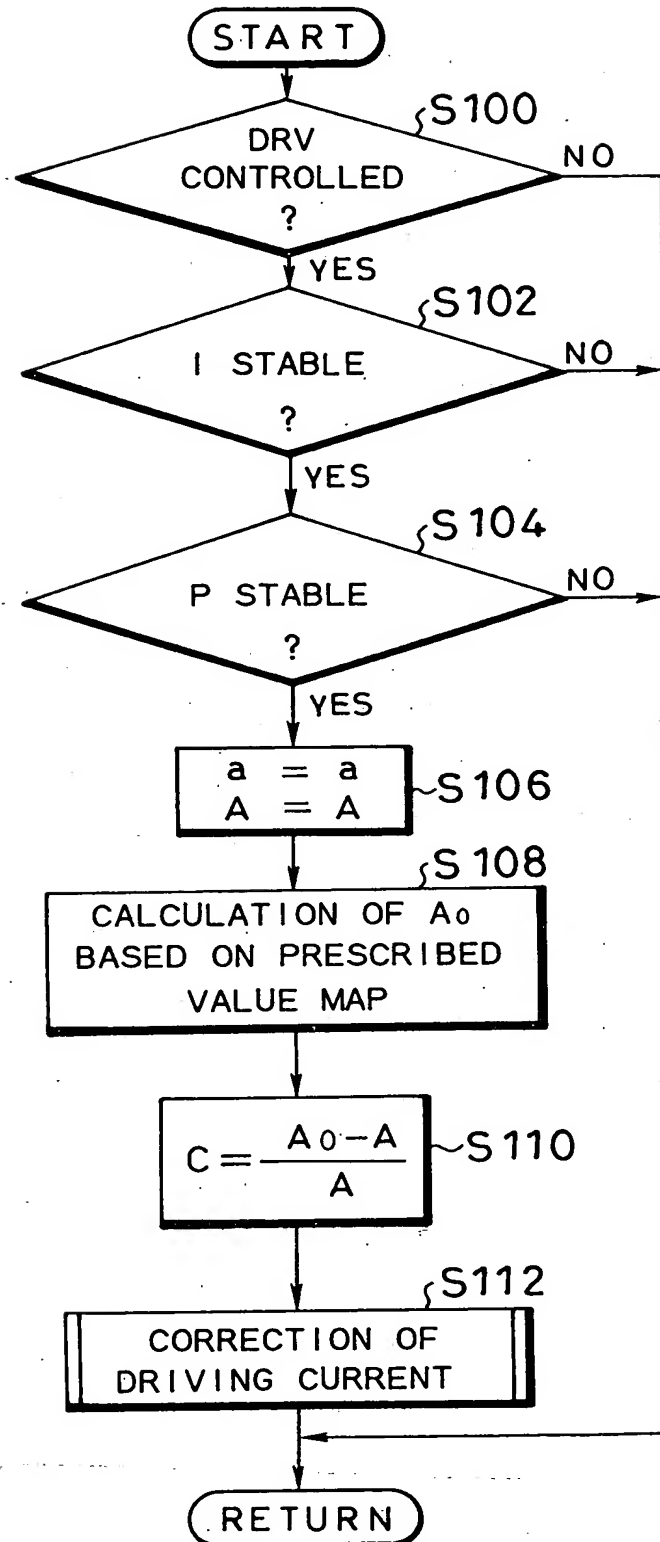 START
S100
DRV
CONTROLLED
?
NO
YES
S102
I STABLE
?
NO
YES
S104
P STABLE
?
NO
YES
a = a
A = A
S106
S108
CALCULATION OF A0
BASED ON PRESCRIBED
VALUE MAP
C = A0-A
A
S110
S112
CORRECTION OF
DRIVING CURRENT
RETURN